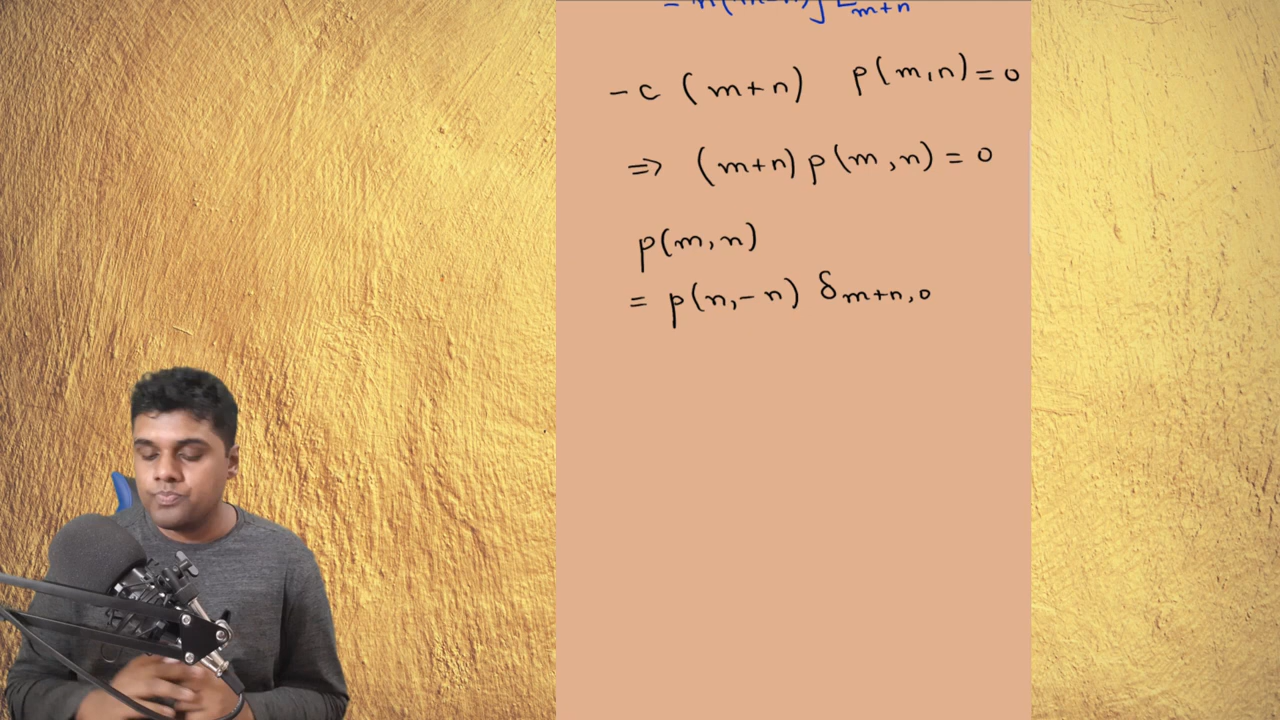 m+n
-c (m+n) p(m,n)=0
=> (m+n) p(m,n) = 0
p(m,n)
= p(n,-n) δ_{m+n,0}